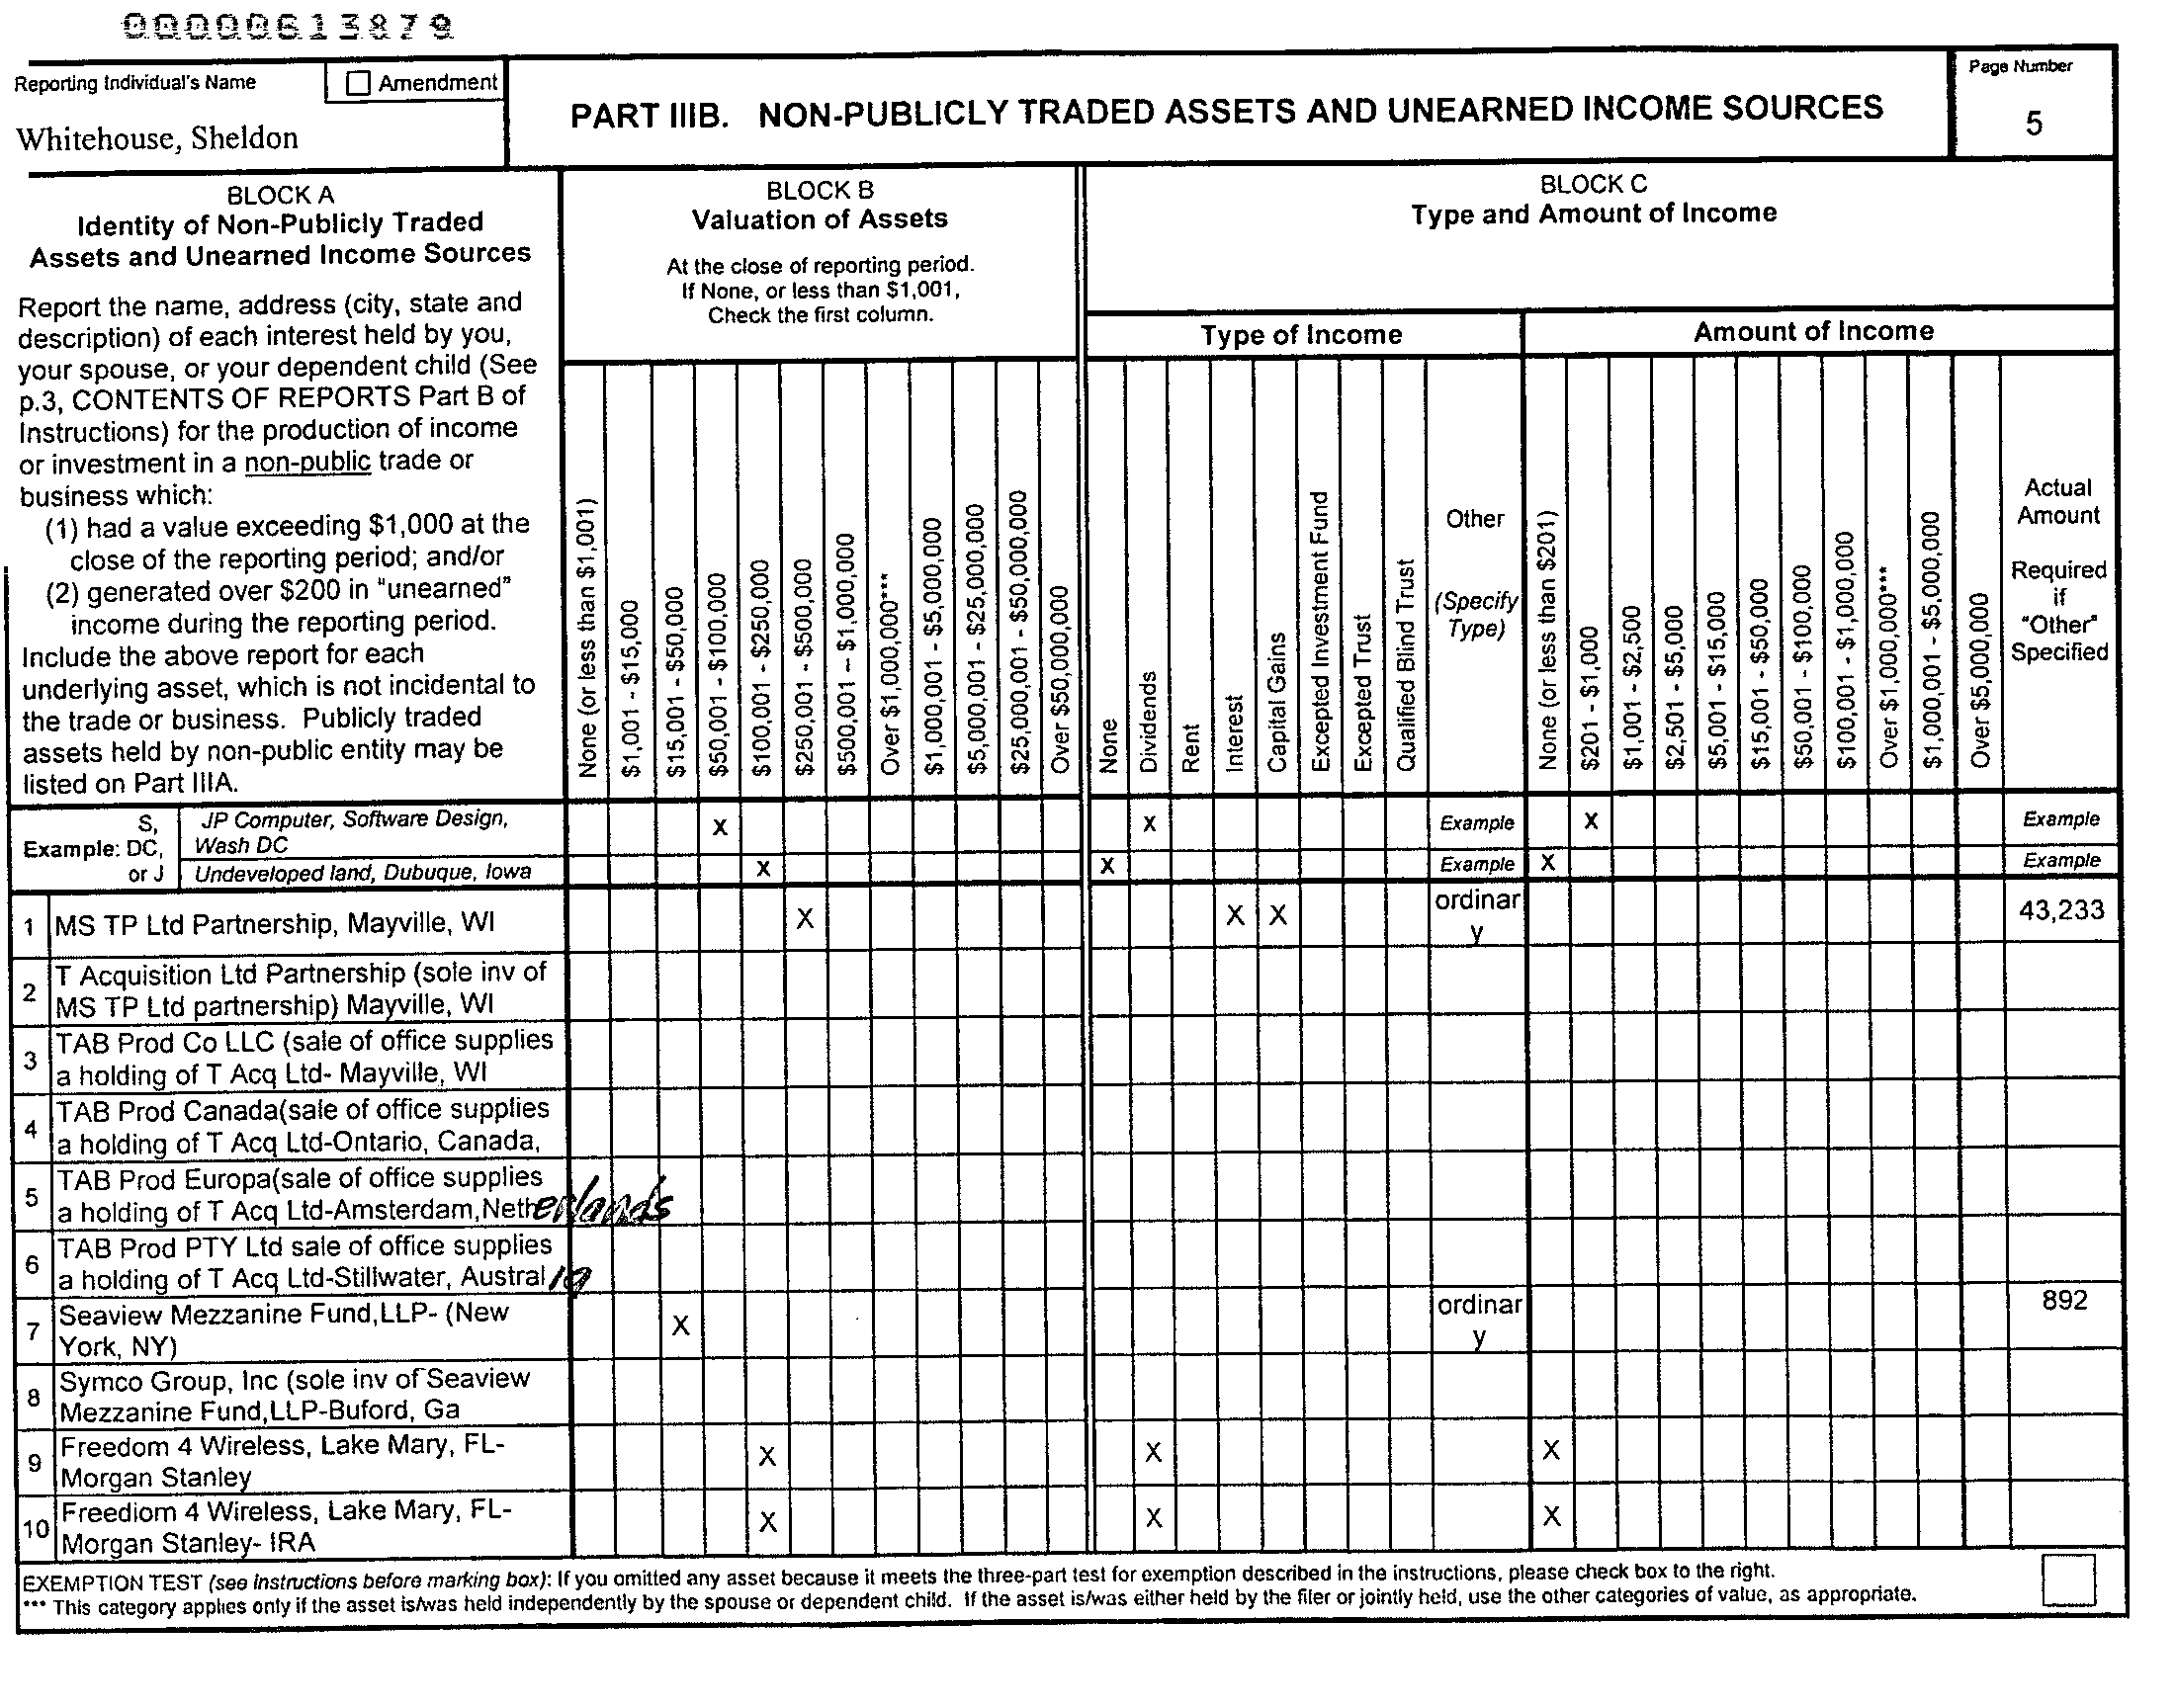 00000613879
Reporting Individual's Name
Amendment
Whitehouse, Sheldon
PART IIIB. NON-PUBLICLY TRADED ASSETS AND UNEARNED INCOME SOURCES
Page Number
5
BLOCK A
Identity of Non-Publicly Traded
Assets and Unearned Income Sources
Report the name, address (city, state and
description) of each interest held by you,
your spouse, or your dependent child (See
p.3, CONTENTS OF REPORTS Part B of
Instructions) for the production of income
or investment in a non-public trade or
business which:
(1) had a value exceeding $1,000 at the
close of the reporting period; and/or
(2) generated over $200 in "unearned"
income during the reporting period.
Include the above report for each
underlying asset, which is not incidental to
the trade or business. Publicly traded
assets held by non-public entity may be
listed on Part IIIA.
BLOCK B
Valuation of Assets
At the close of reporting period.
If None, or less than $1,001,
Check the first column.
None (or less than $1,001)
$1,001 - $15,000
$15,001 - $50,000
$50,001 - $100,000
$100,001 - $250,000
$250,001 - $500,000
$500,001 – $1,000,000
Over $1,000,000***
$1,000,001 - $5,000,000
$5,000,001 - $25,000,000
$25,000,001 - $50,000,000
Over $50,000,000
BLOCK C
Type and Amount of Income
Type of Income
None
Dividends
Rent
Interest
Capital Gains
Excepted Investment Fund
Excepted Trust
Qualified Blind Trust
Other
(Specify
Type)
Amount of Income
None (or less than $201)
$201 - $1,000
$1,001 - $2,500
$2,501 - $5,000
$5,001 - $15,000
$15,001 - $50,000
$50,001 - $100,000
$100,001 - $1,000,000
Over $1,000,000***
$1,000,001 - $5,000,000
Over $5,000,000
Actual
Amount
Required
if
"Other"
Specified
Example:
S,
DC,
or J
JP Computer, Software Design,
Wash DC
X X Example X Example
Undeveloped land, Dubuque, Iowa
X X Example X Example
1 MS TP Ltd Partnership, Mayville, WI X X X ordinar
y
43,233
2 T Acquisition Ltd Partnership (sole inv of
MS TP Ltd partnership) Mayville, WI
3 TAB Prod Co LLC (sale of office supplies
a holding of T Acq Ltd- Mayville, WI
4 TAB Prod Canada(sale of office supplies
a holding of T Acq Ltd-Ontario, Canada,
5 TAB Prod Europa(sale of office supplies
a holding of T Acq Ltd-Amsterdam,Netherlands
6 TAB Prod PTY Ltd sale of office supplies
a holding of T Acq Ltd-Stillwater, Australia
7 Seaview Mezzanine Fund,LLP- (New
York, NY)
X ordinar
y
892
8 Symco Group, Inc (sole inv of Seaview
Mezzanine Fund,LLP-Buford, Ga
9 Freedom 4 Wireless, Lake Mary, FL-
Morgan Stanley
X X X
10 Freediom 4 Wireless, Lake Mary, FL-
Morgan Stanley- IRA
X X X
EXEMPTION TEST (see instructions before marking box): If you omitted any asset because it meets the three-part test for exemption described in the instructions, please check box to the right.
*** This category applies only if the asset is/was held independently by the spouse or dependent child. If the asset is/was either held by the filer or jointly held, use the other categories of value, as appropriate.